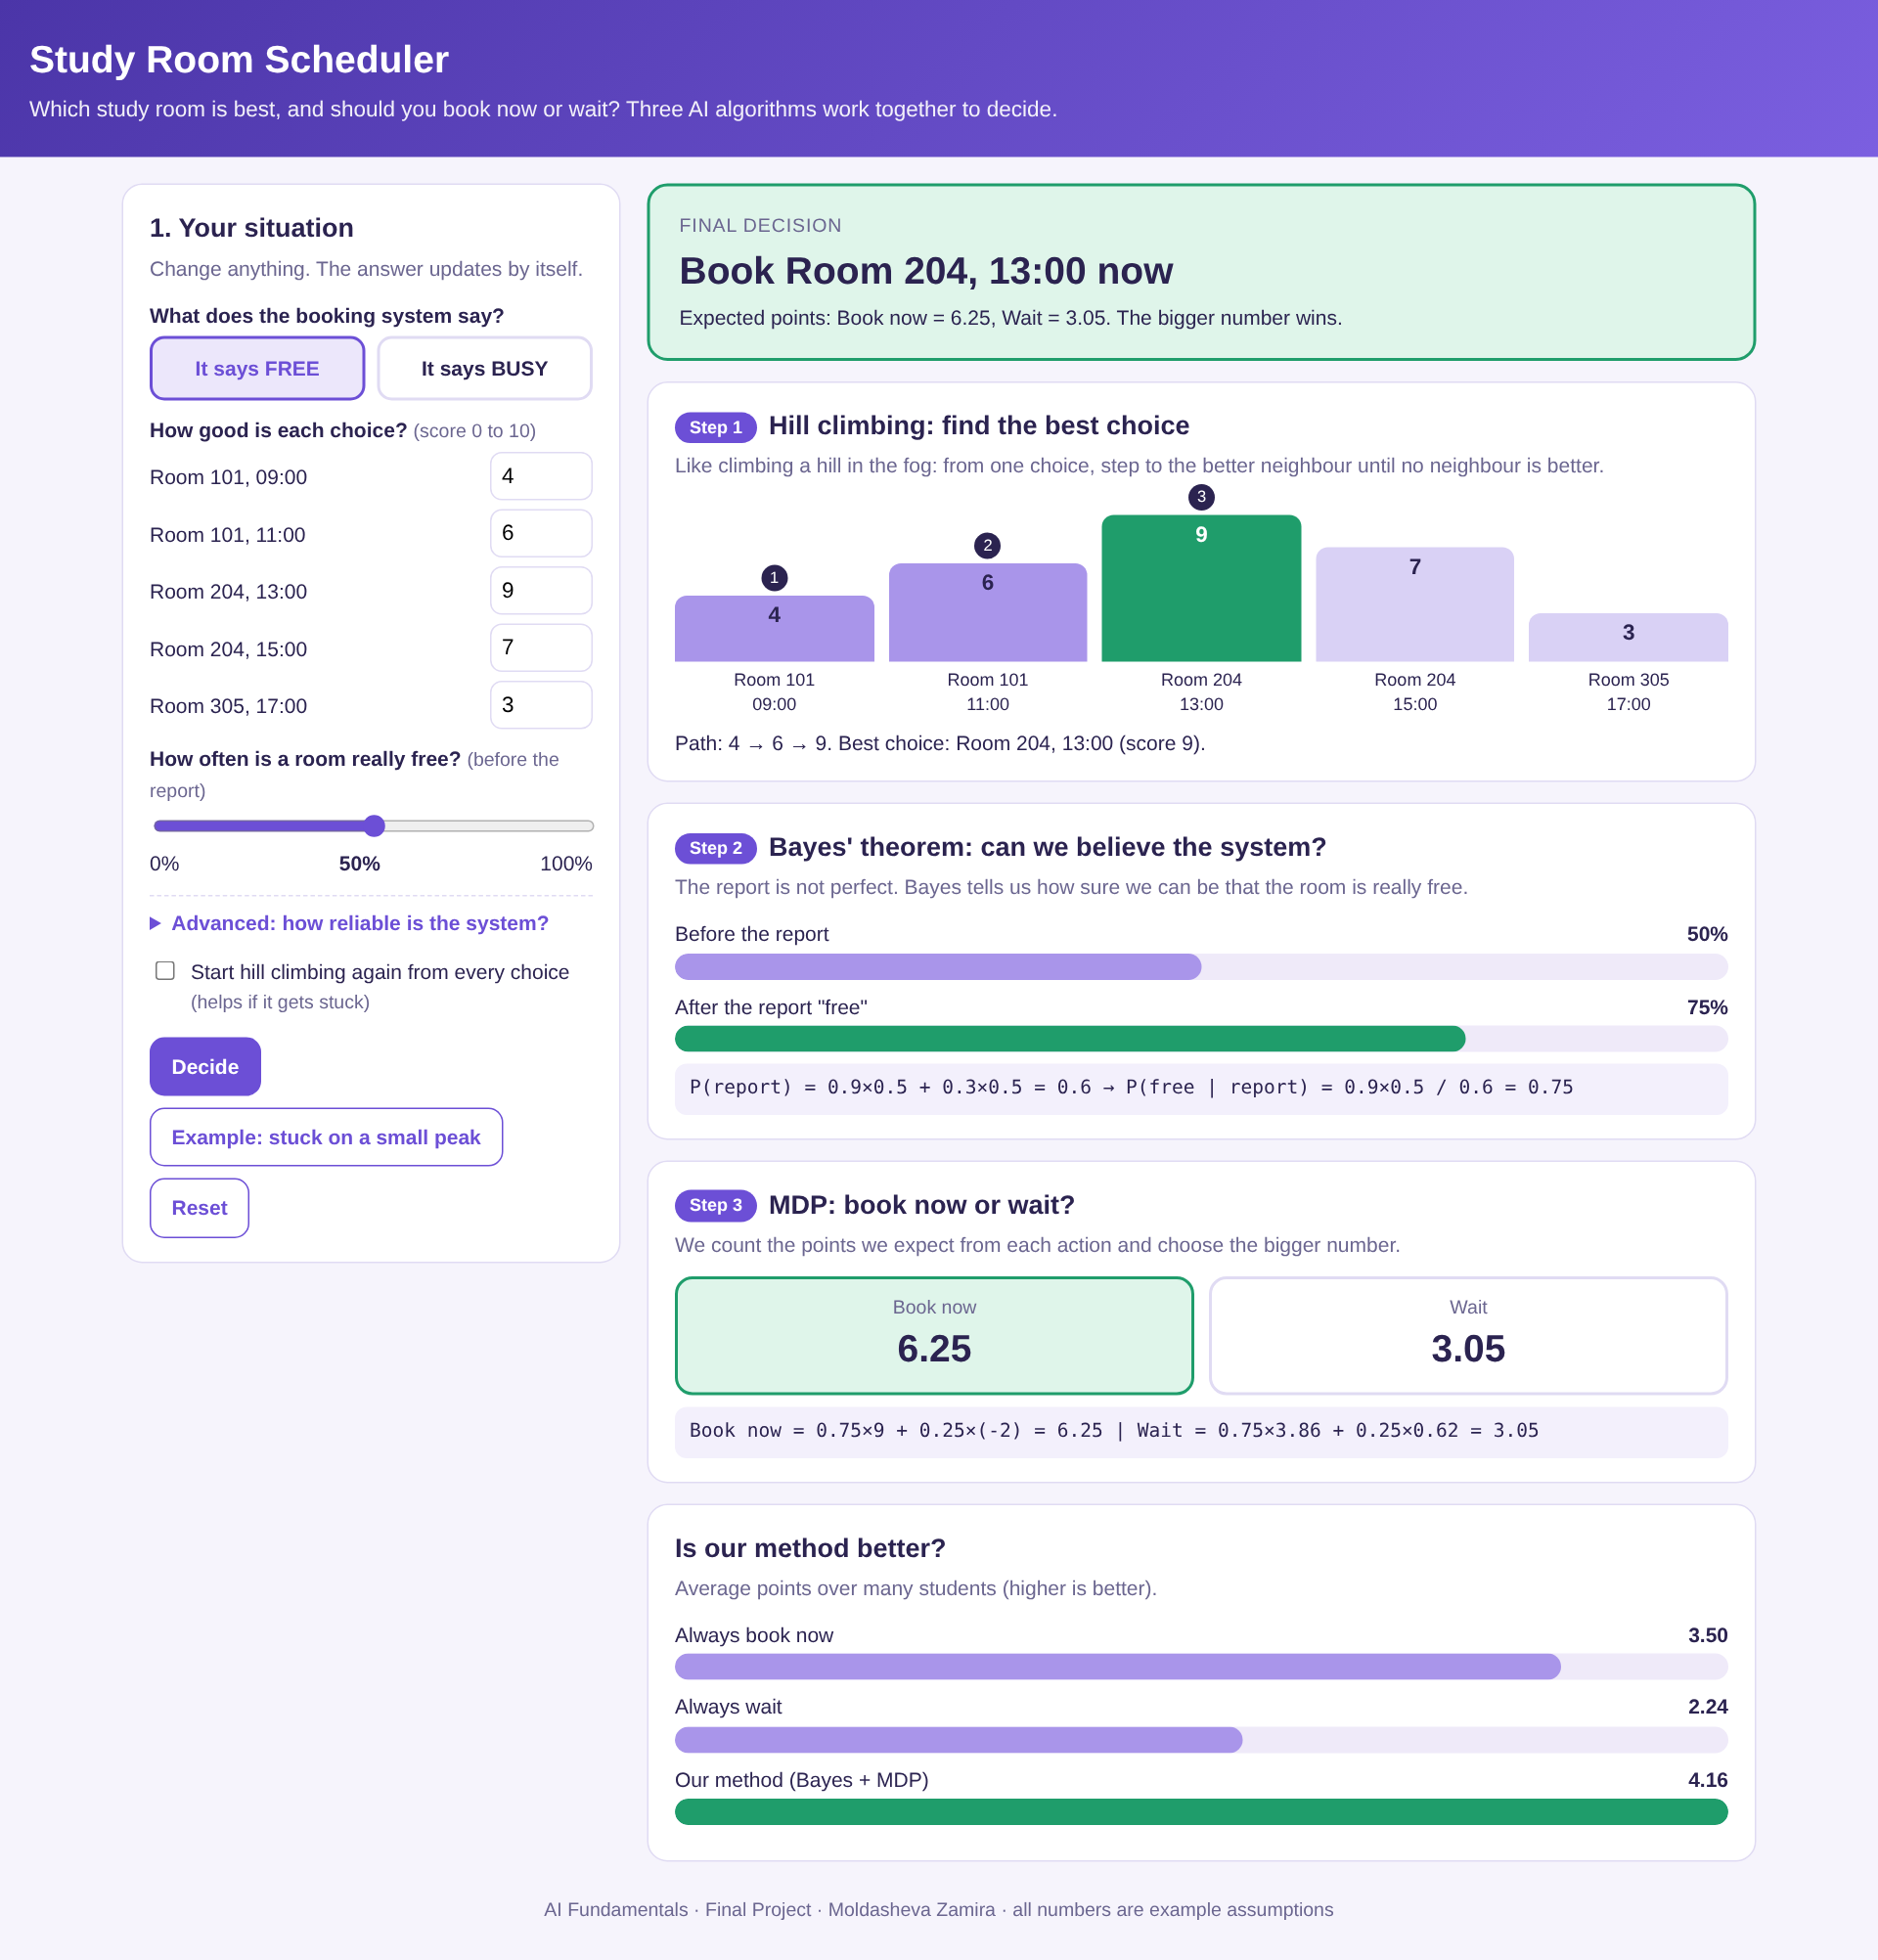 Study Room Scheduler
Which study room is best, and should you book now or wait? Three AI algorithms work together to decide.
1. Your situation
Change anything. The answer updates by itself.
What does the booking system say?
It says FREE
It says BUSY
How good is each choice? (score 0 to 10)
Room 101, 09:00
4
Room 101, 11:00
6
Room 204, 13:00
9
Room 204, 15:00
7
Room 305, 17:00
3
How often is a room really free? (before the
report)
0%
50%
100%
Advanced: how reliable is the system?
Start hill climbing again from every choice
(helps if it gets stuck)
Decide
Example: stuck on a small peak
Reset
FINAL DECISION
Book Room 204, 13:00 now
Expected points: Book now = 6.25, Wait = 3.05. The bigger number wins.
Step 1 Hill climbing: find the best choice
Like climbing a hill in the fog: from one choice, step to the better neighbour until no neighbour is better.
1
4
Room 101
09:00
2
6
Room 101
11:00
3
9
Room 204
13:00
7
Room 204
15:00
3
Room 305
17:00
Path: 4 → 6 → 9. Best choice: Room 204, 13:00 (score 9).
Step 2 Bayes' theorem: can we believe the system?
The report is not perfect. Bayes tells us how sure we can be that the room is really free.
Before the report 50%
After the report "free" 75%
P(report) = 0.9×0.5 + 0.3×0.5 = 0.6 → P(free | report) = 0.9×0.5 / 0.6 = 0.75
Step 3 MDP: book now or wait?
We count the points we expect from each action and choose the bigger number.
Book now
6.25
Wait
3.05
Book now = 0.75×9 + 0.25×(-2) = 6.25 | Wait = 0.75×3.86 + 0.25×0.62 = 3.05
Is our method better?
Average points over many students (higher is better).
Always book now 3.50
Always wait 2.24
Our method (Bayes + MDP) 4.16
AI Fundamentals · Final Project · Moldasheva Zamira · all numbers are example assumptions